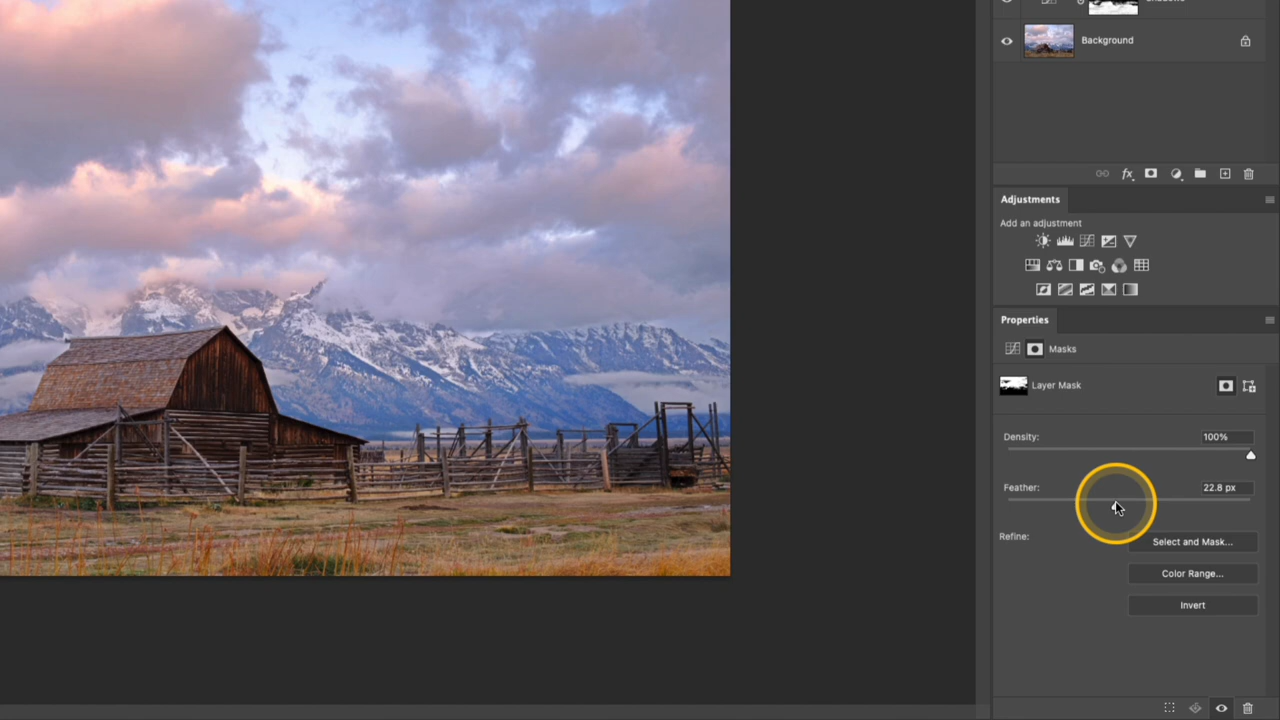 Background
fx
Adjustments
Add an adjustment
Properties
Masks
Layer Mask
Density: 100%
Feather: 22.8 px
Refine:
Select and Mask...
Color Range...
Invert